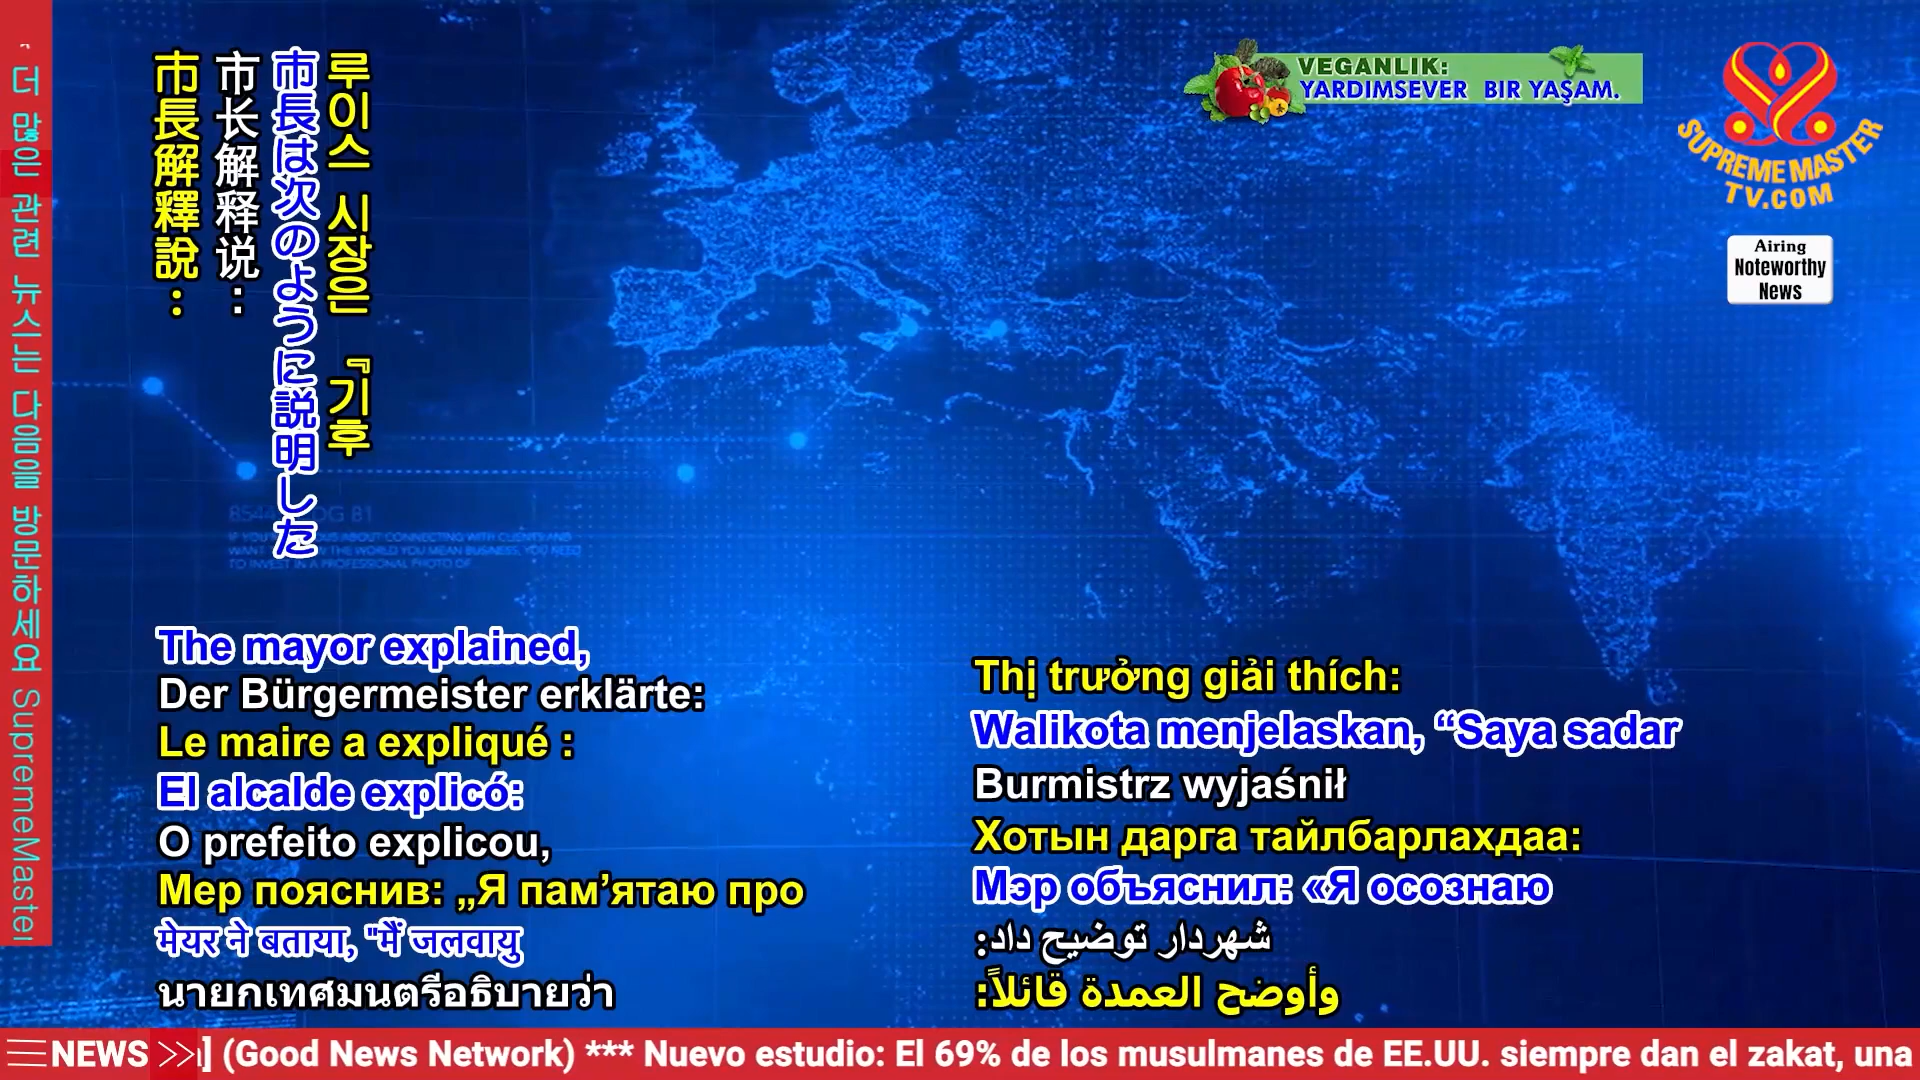 더 많은 관련 뉴스는 다음을 방문하세요 SupremeMaster
市長解釋說：
市长解释说：
市長は次のように説明した
루이스 시장은 『기후
VEGANLIK:
YARDIMSEVER BIR YAŞAM.
SUPREME MASTER
TV.COM
Airing
Noteworthy
News
The mayor explained,
Der Bürgermeister erklärte:
Le maire a expliqué :
El alcalde explicó:
O prefeito explicou,
Мер пояснив: „Я пам’ятаю про
मेयर ने बताया, "मैं जलवायु
นายกเทศมนตรีอธิบายว่า
Thị trưởng giải thích:
Walikota menjelaskan, “Saya sadar
Burmistrz wyjaśnił
Хотын дарга тайлбарлахдаа:
Мэр объяснил: «Я осознаю
شهردار توضیح داد:
وأوضح العمدة قائلاً:
NEWS >> a] (Good News Network) *** Nuevo estudio: El 69% de los musulmanes de EE.UU. siempre dan el zakat, una